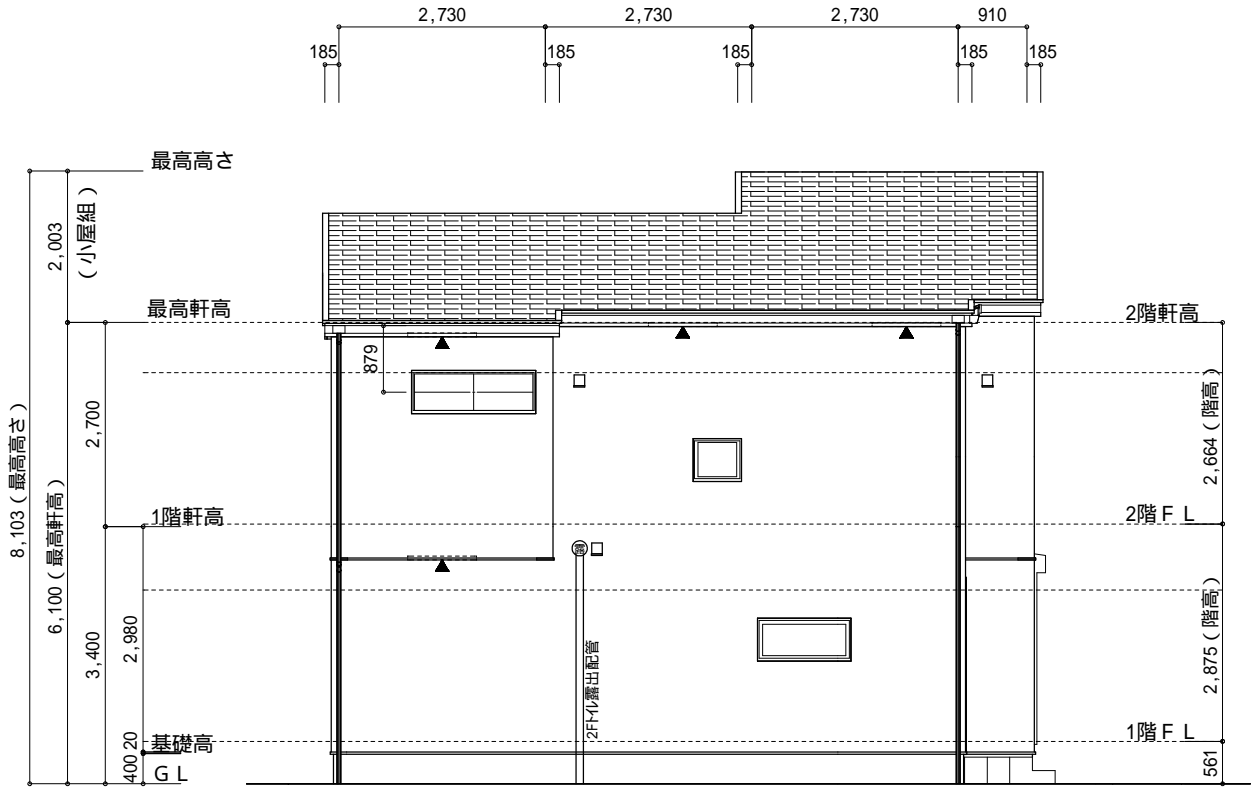 2,730
2,730
2,730
910
185
185
185
185
185
最高高さ
2,003
(小屋組)
最高軒高
2階軒高
879
2,700
2,664(階高)
8,103(最高高さ)
6,100(最高軒高)
1階軒高
2階FL
3,400
2,980
2,875(階高)
2Fトイレ露出配管
基礎高
1階FL
20
400
GL
561